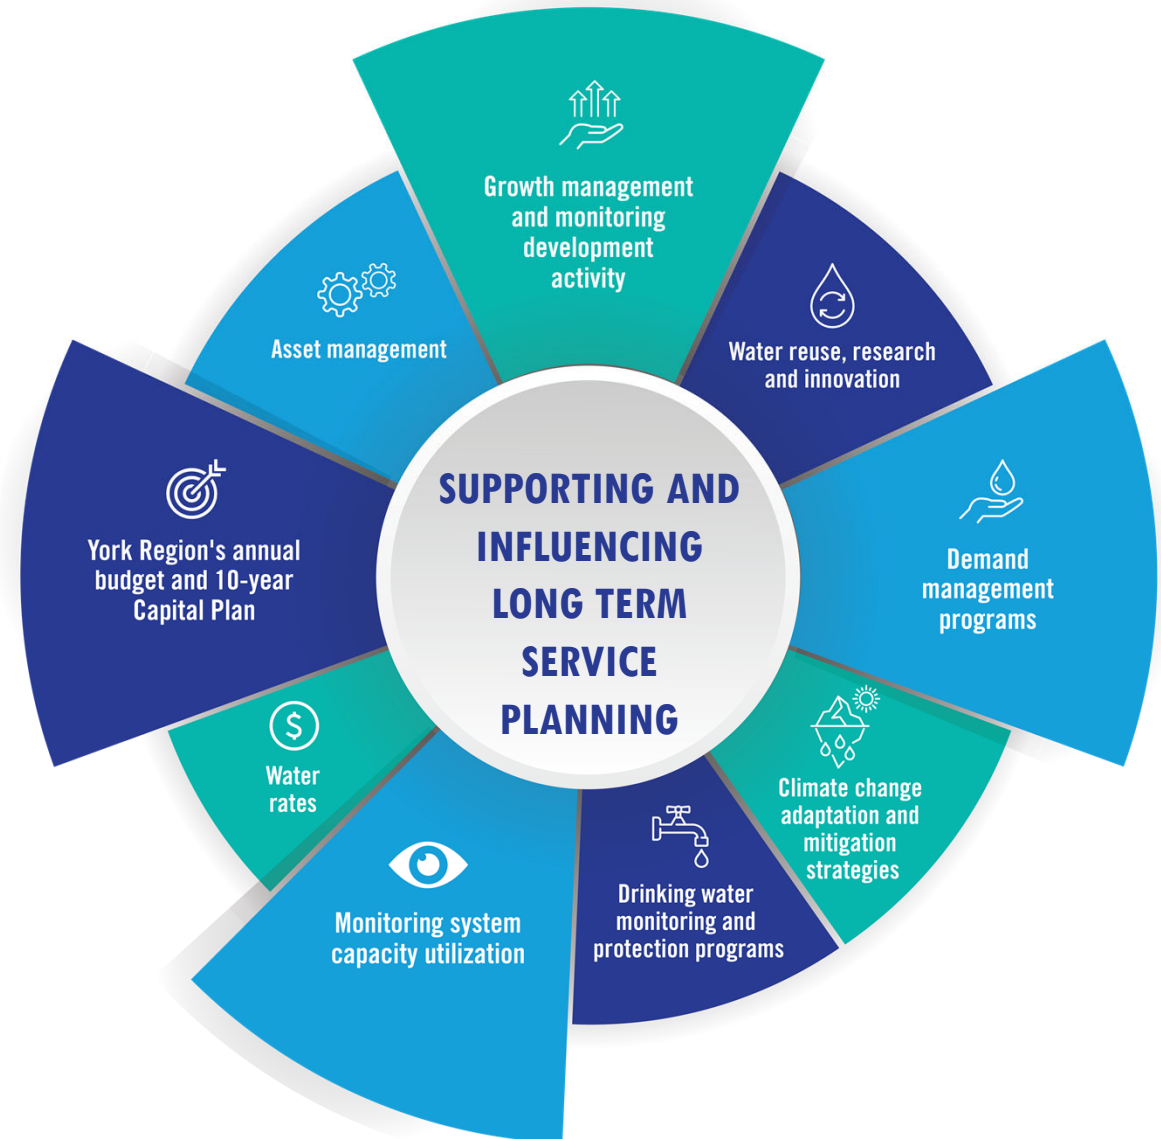 Growth management
and monitoring
development
activity
Water reuse, research
and innovation
Demand
management
programs
Climate change
adaptation and
mitigation
strategies
Drinking water
monitoring and
protection programs
Monitoring system
capacity utilization
$
Water
rates
York Region's annual
budget and 10-year
Capital Plan
Asset management
SUPPORTING AND
INFLUENCING
LONG TERM
SERVICE
PLANNING